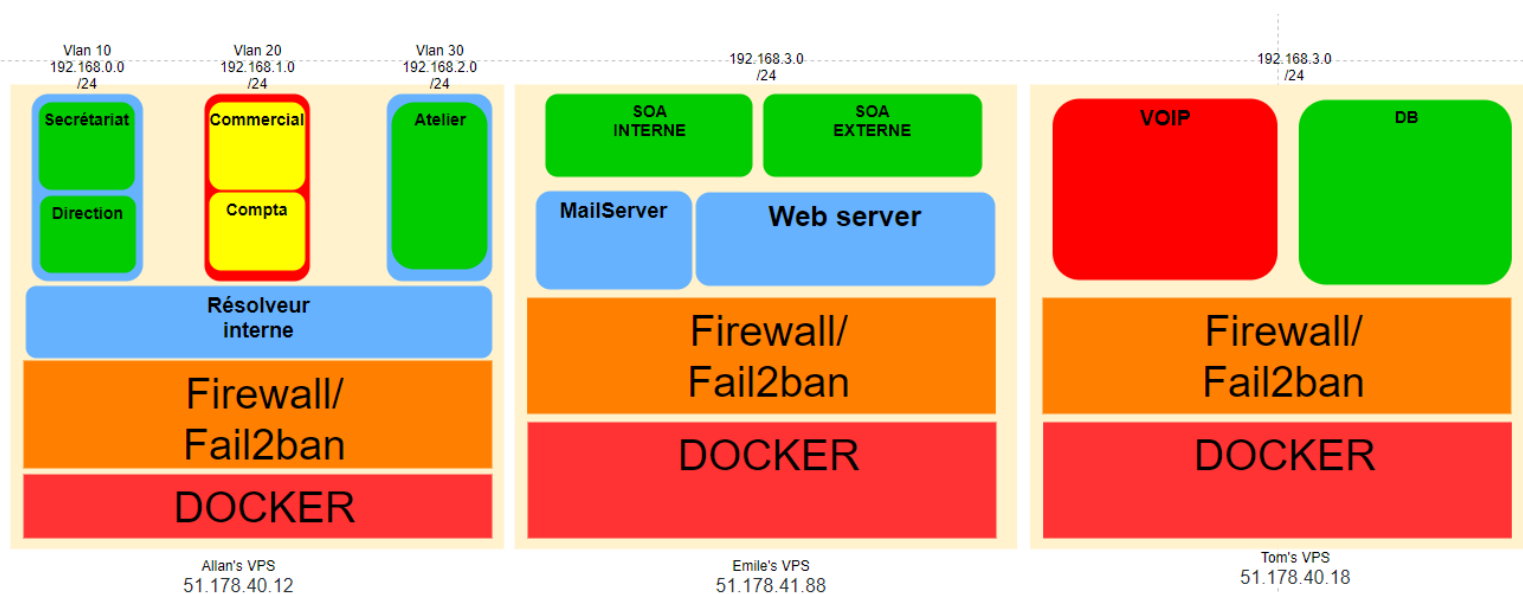 Vlan 10
192.168.0.0
/24
Vlan 20
192.168.1.0
/24
Vlan 30
192.168.2.0
/24
Secrétariat
Direction
Commercial
Compta
Atelier
Résolveur
interne
Firewall/
Fail2ban
DOCKER
Allan's VPS
51.178.40.12
192.168.3.0
/24
SOA
INTERNE
SOA
EXTERNE
MailServer
Web server
Firewall/
Fail2ban
DOCKER
Emile's VPS
51.178.41.88
192.168.3.0
/24
VOIP
DB
Firewall/
Fail2ban
DOCKER
Tom's VPS
51.178.40.18